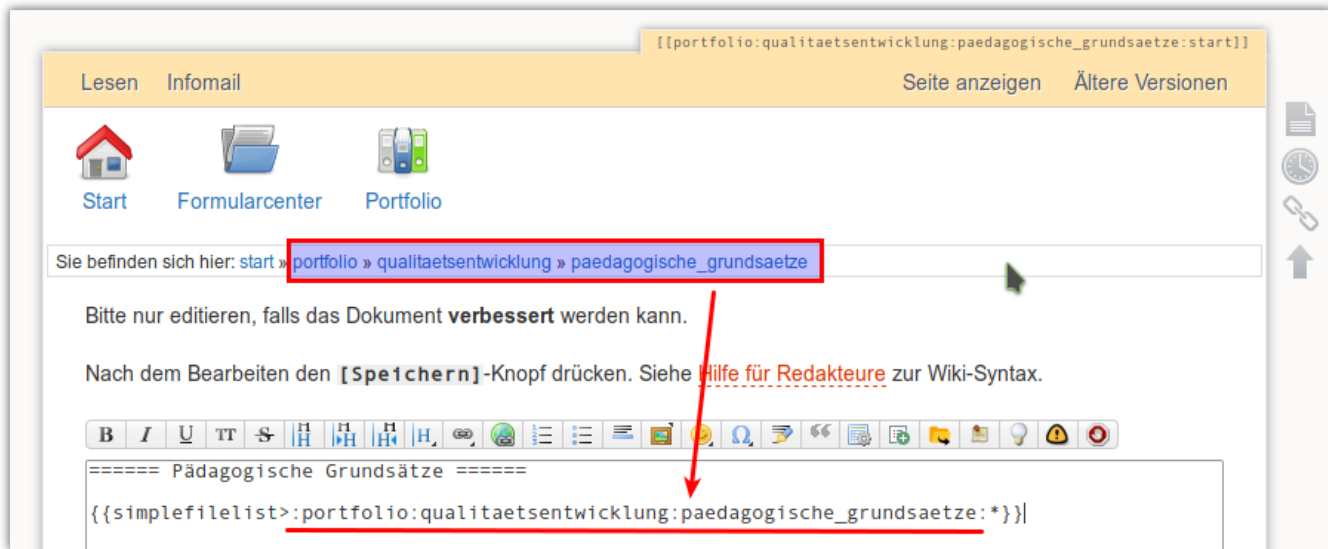 [[portfolio:qualitaetsentwicklung:paedagogische_grundsaetze:start]]
Lesen Infomail Seite anzeigen Ältere Versionen
Start Formularcenter Portfolio
Sie befinden sich hier: start » portfolio » qualitaetsentwicklung » paedagogische_grundsaetze
Bitte nur editieren, falls das Dokument verbessert werden kann.
Nach dem Bearbeiten den [Speichern]-Knopf drücken. Siehe Hilfe für Redakteure zur Wiki-Syntax.
B I U TT S H H H H
====== Pädagogische Grundsätze ======
{{simplefilelist>:portfolio:qualitaetsentwicklung:paedagogische_grundsaetze:*}}